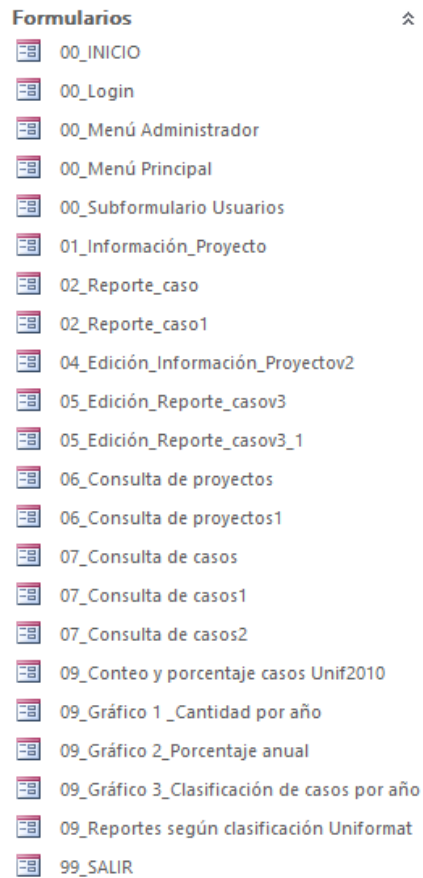 Formularios
00_INICIO
00_Login
00_Menú Administrador
00_Menú Principal
00_Subformulario Usuarios
01_Información_Proyecto
02_Reporte_caso
02_Reporte_caso1
04_Edición_Información_Proyectov2
05_Edición_Reporte_casov3
05_Edición_Reporte_casov3_1
06_Consulta de proyectos
06_Consulta de proyectos1
07_Consulta de casos
07_Consulta de casos1
07_Consulta de casos2
09_Conteo y porcentaje casos Unif2010
09_Gráfico 1 _Cantidad por año
09_Gráfico 2_Porcentaje anual
09_Gráfico 3_Clasificación de casos por año
09_Reportes según clasificación Uniformat
99_SALIR